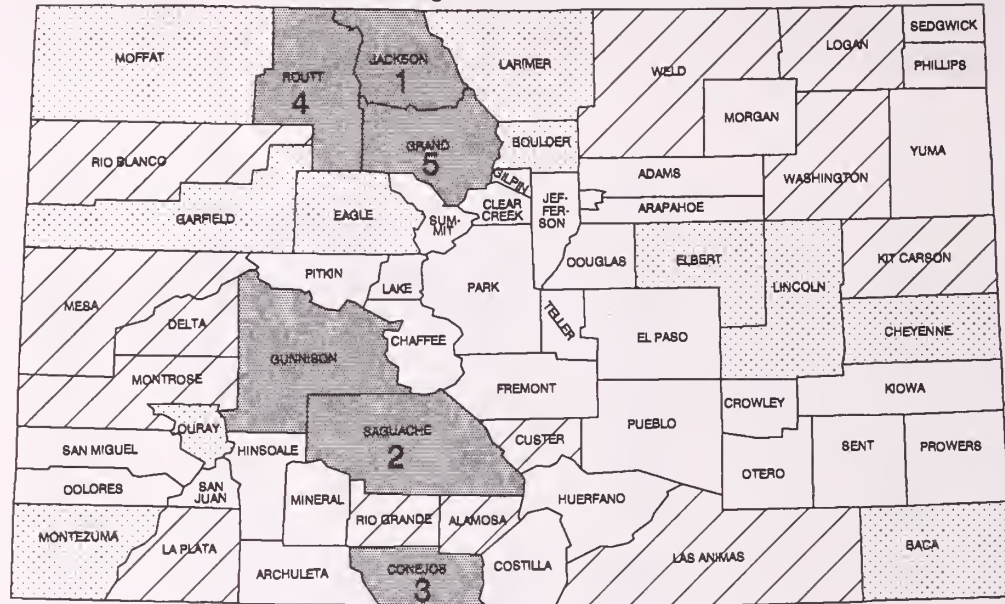 MOFFAT
ROUTT
4
JACKSON
1
LARIMER
WELD
LOGAN
SEDGWICK
PHILLIPS
MORGAN
YUMA
RIO BLANCO
GRAND
5
BOULDER
GILPIN
ADAMS
WASHINGTON
ARAPAHOE
GARFIELD
EAGLE
SUM-
MIT
CLEAR
CREEK
JEF-
FER-
SON
DOUGLAS
ELBERT
LINCOLN
KIT CARSON
MESA
PITKIN
LAKE
PARK
DELTA
GUNNISON
CHAFFEE
TELLER
EL PASO
CHEYENNE
MONTROSE
FREMONT
KIOWA
OURAY
CROWLEY
SAGUACHE
2
CUSTER
PUEBLO
SAN MIGUEL
HINSDALE
OTERO
SENT
PROWERS
DOLORES
SAN
JUAN
MINERAL
RIO GRANDE
ALAMOSA
HUERFANO
MONTEZUMA
LA PLATA
ARCHULETA
CONEJOS
3
COSTILLA
LAS ANIMAS
BACA